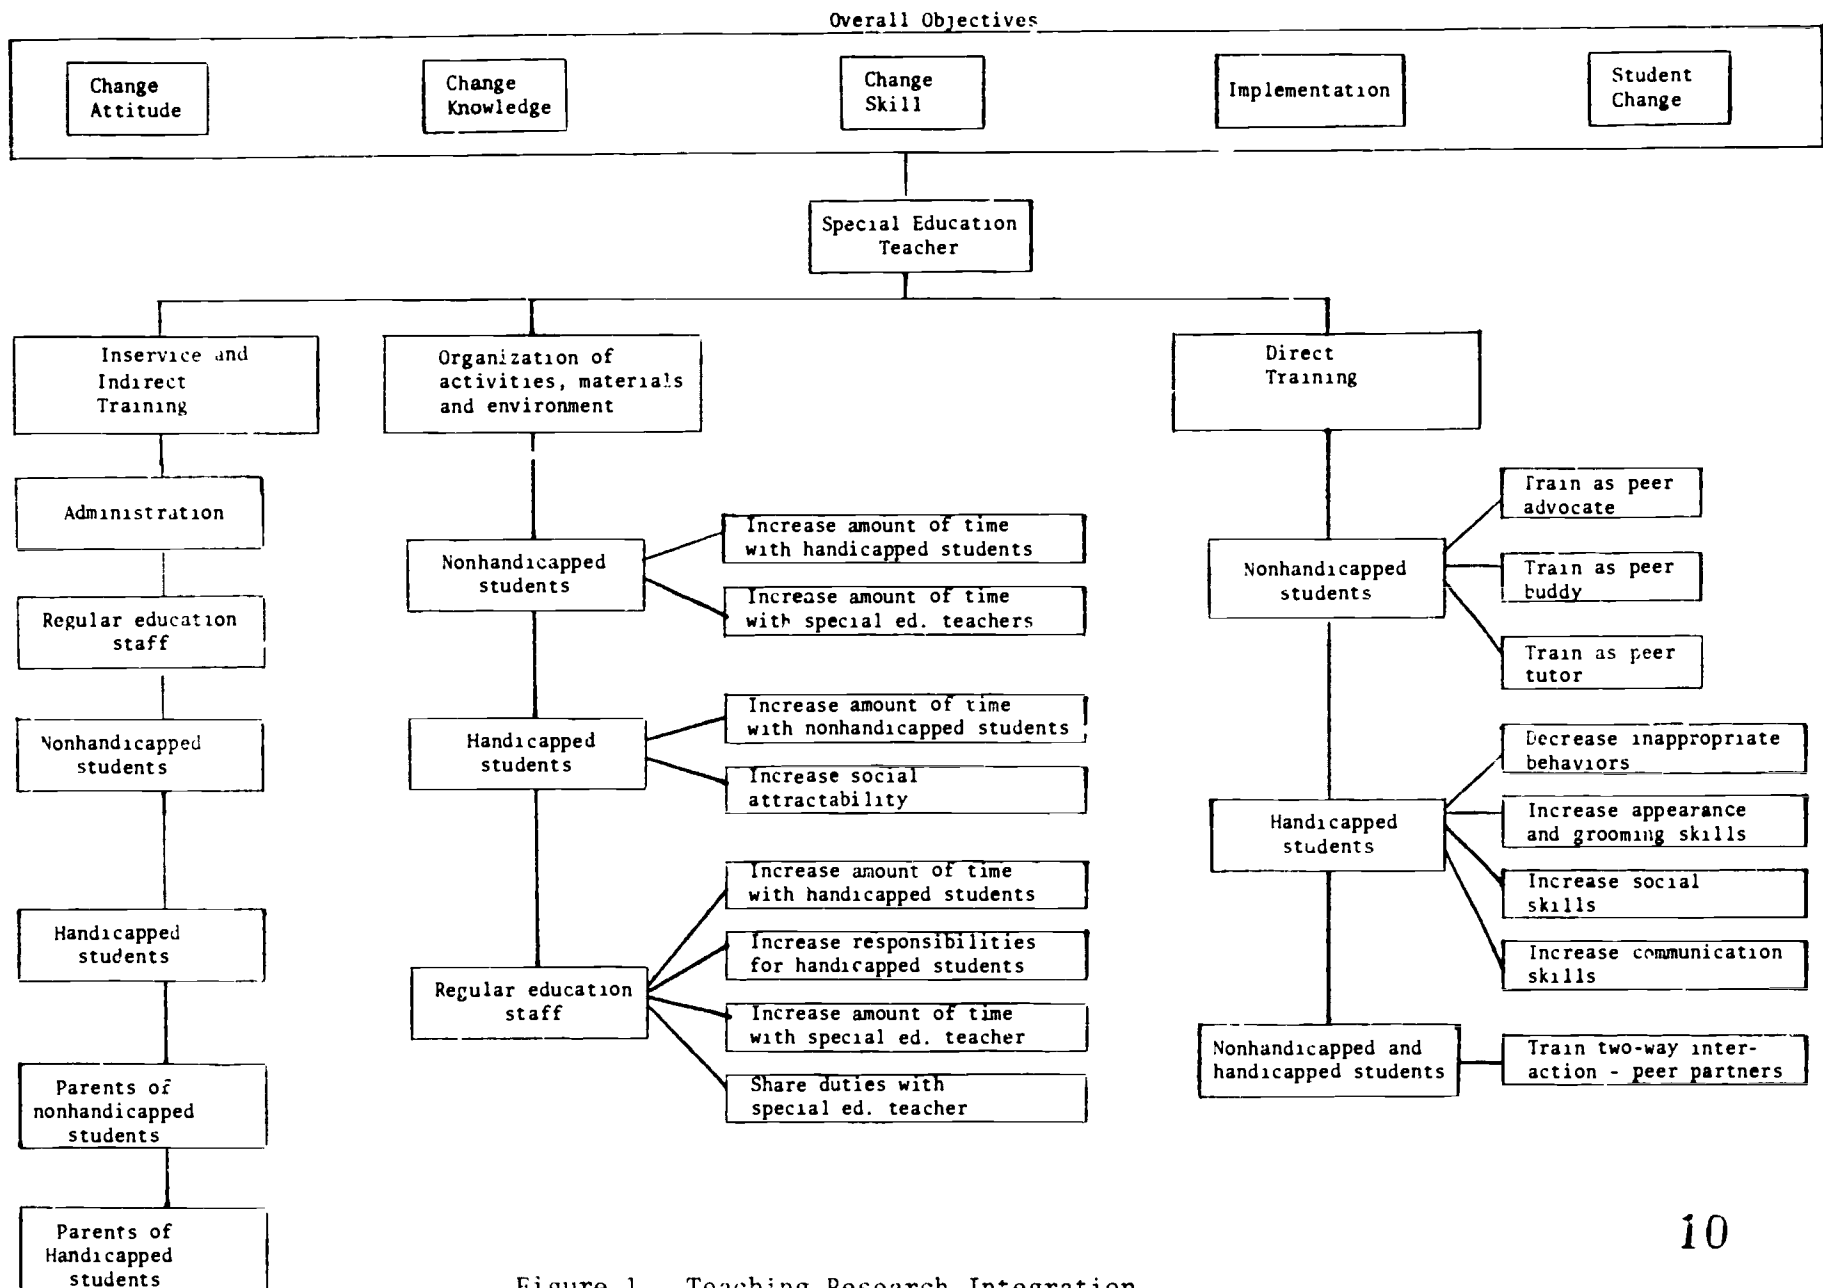 Overall Objectives
Change
Attitude
Change
Knowledge
Change
Skill
Implementation
Student
Change
Special Education
Teacher
Inservice and
Indirect
Training
Organization of
activities, materials
and environment
Direct
Training
Administration
Regular education
staff
Nonhandicapped
students
Handicapped
students
Parents of
nonhandicapped
students
Parents of
Handicapped
students
Nonhandicapped
students
Increase amount of time
with handicapped students
Increase amount of time
with special ed. teachers
Handicapped
students
Increase amount of time
with nonhandicapped students
Increase social
attractability
Regular education
staff
Increase amount of time
with handicapped students
Increase responsibilities
for handicapped students
Increase amount of time
with special ed. teacher
Share duties with
special ed. teacher
Nonhandicapped
students
Train as peer
advocate
Train as peer
buddy
Train as peer
tutor
Handicapped
students
Decrease inappropriate
behaviors
Increase appearance
and grooming skills
Increase social
skills
Increase communication
skills
Nonhandicapped and
handicapped students
Train two-way inter-
action - peer partners
10
Figure 1. Teaching Research Integration